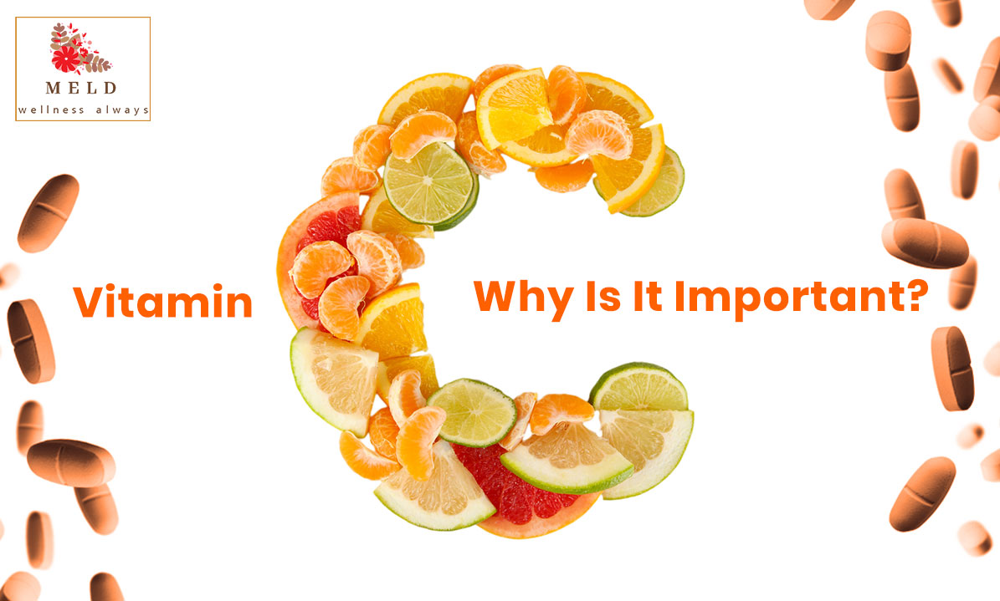 MELD
wellness always
Vitamin
Why Is It Important?